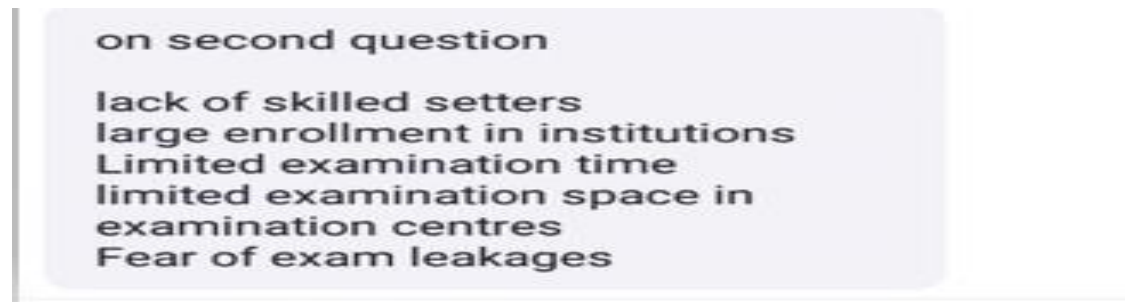 on second question
lack of skilled setters
large enrollment in institutions
Limited examination time
limited examination space in
examination centres
Fear of exam leakages